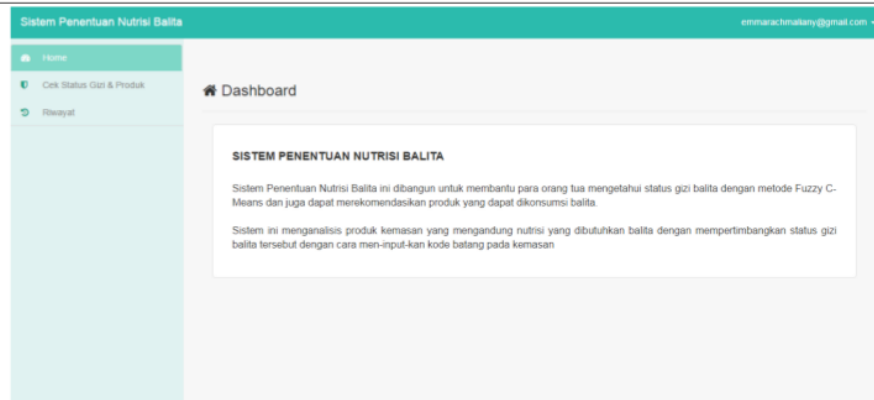 Sistem Penentuan Nutrisi Balita
emmarachmaliany@gmail.com
Home
Cek Status Gizi & Produk
Riwayat
Dashboard
SISTEM PENENTUAN NUTRISI BALITA
Sistem Penentuan Nutrisi Balita ini dibangun untuk membantu para orang tua mengetahui status gizi balita dengan metode Fuzzy C-
Means dan juga dapat merekomendasikan produk yang dapat dikonsumsi balita.
Sistem ini menganalisis produk kemasan yang mengandung nutrisi yang dibutuhkan balita dengan mempertimbangkan status gizi
balita tersebut dengan cara men-input-kan kode batang pada kemasan